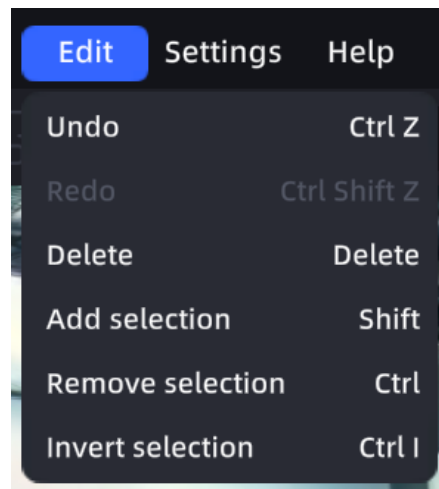 Edit Settings Help
Undo Ctrl Z
Redo Ctrl Shift Z
Delete Delete
Add selection Shift
Remove selection Ctrl
Invert selection Ctrl I